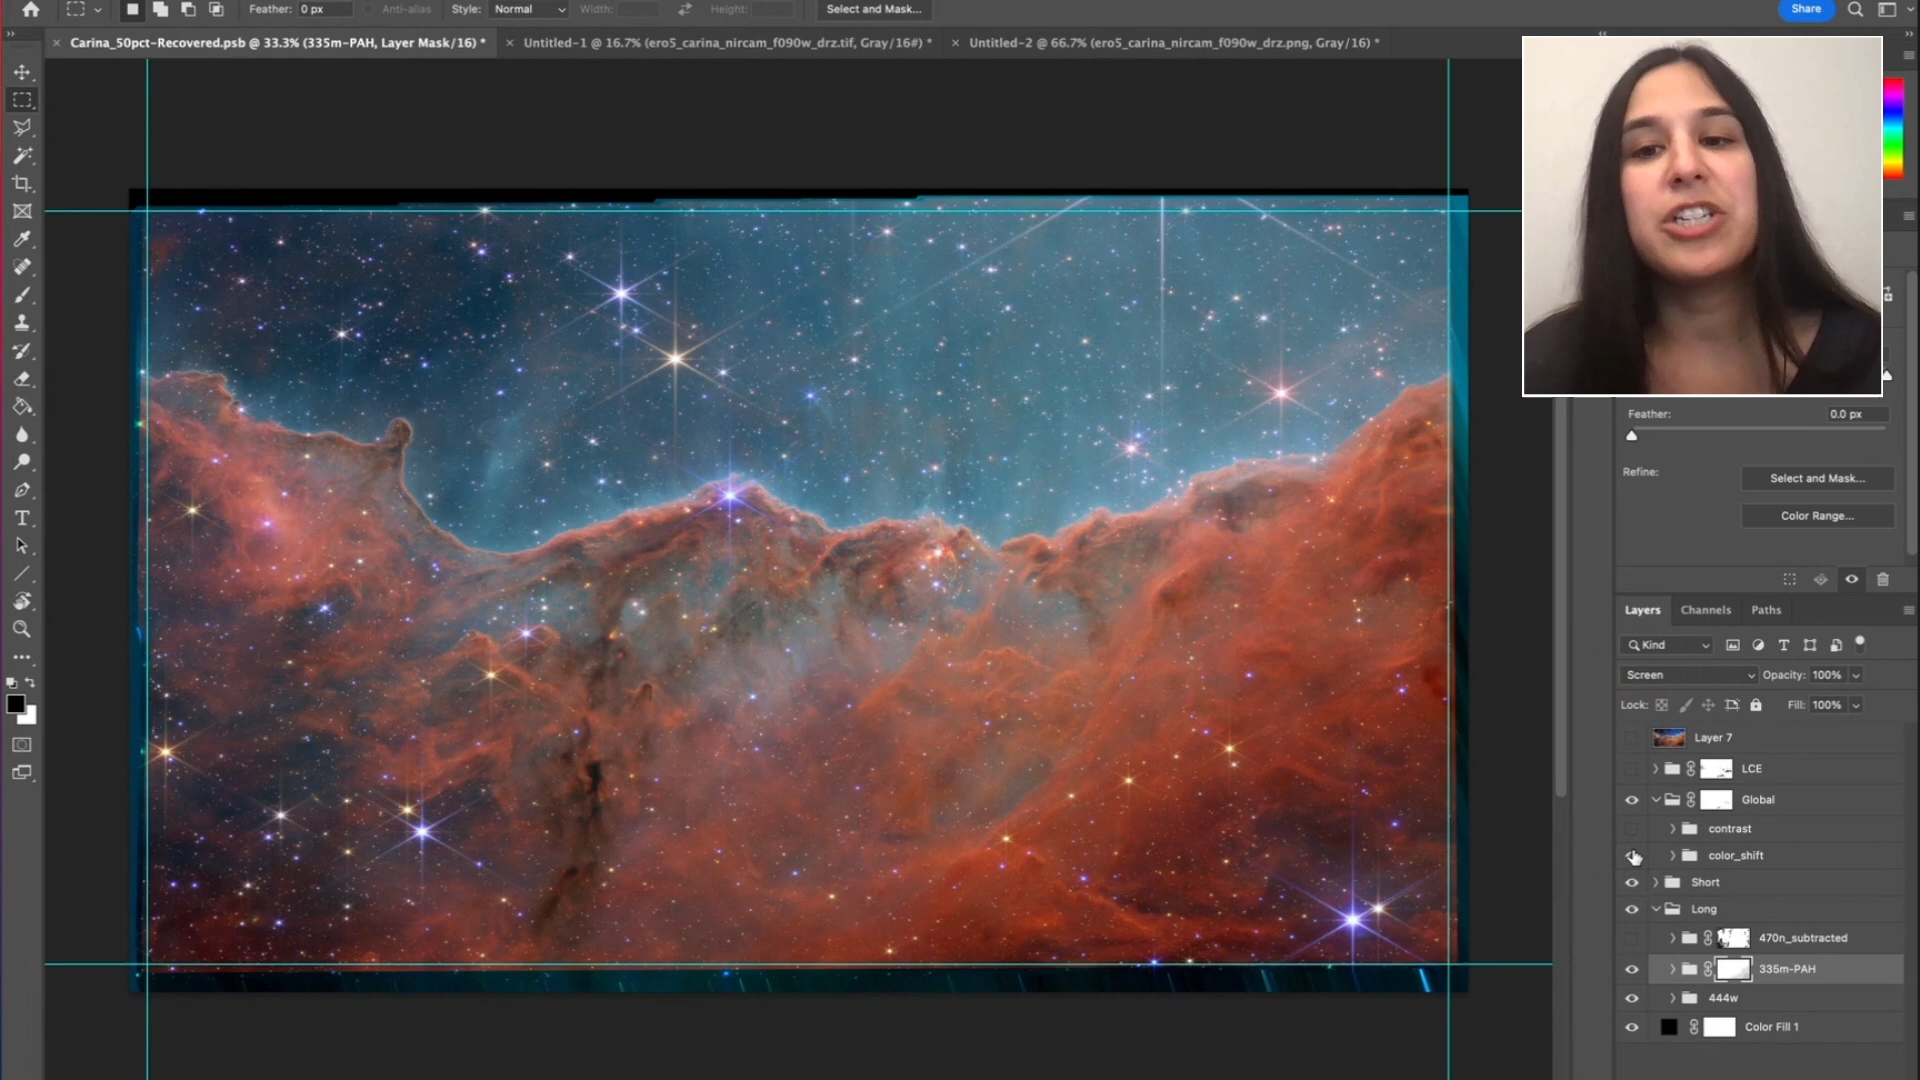 Feather: 0 px Anti-alias Style: Normal Width: Height: Select and Mask... Share
Carina_50pct-Recovered.psb @ 33.3% (335m-PAH, Layer Mask/16) * Untitled-1 @ 16.7% (ero5_carina_nircam_f090w_drz.tif, Gray/16#) * Untitled-2 @ 66.7% (ero5_carina_nircam_f090w_drz.png, Gray/16) *
Feather: 0.0 px
Refine: Select and Mask...
Color Range...
Layers Channels Paths
Kind
Screen Opacity: 100%
Lock: Fill: 100%
Layer 7
LCE
Global
contrast
color_shift
Short
Long
470n_subtracted
335m-PAH
444w
Color Fill 1